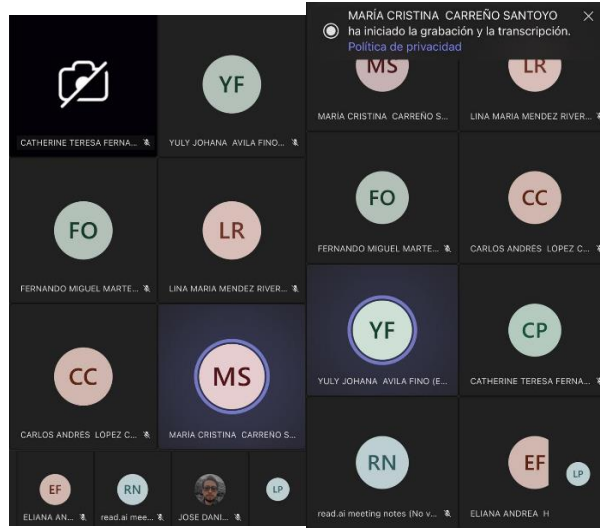 CATHERINE TERESA FERNA...
YF
YULY JOHANA AVILA FINO...
FO
FERNANDO MIGUEL MARTE...
LR
LINA MARIA MENDEZ RIVER...
CC
CARLOS ANDRES LOPEZ C...
MS
MARIA CRISTINA CARREÑO S...
EF
ELIANA AN...
RN
read.ai mee...
JOSE DANI...
LP
MARÍA CRISTINA CARREÑO SANTOYO
ha iniciado la grabación y la transcripción.
Política de privacidad
MS
MARIA CRISTINA CARREÑO S...
LR
LINA MARIA MENDEZ RIVER...
FO
FERNANDO MIGUEL MARTE...
CC
CARLOS ANDRES LOPEZ C...
YF
YULY JOHANA AVILA FINO (E...
CP
CATHERINE TERESA FERNA...
RN
read.ai meeting notes (No v...
EF
ELIANA ANDREA H
LP